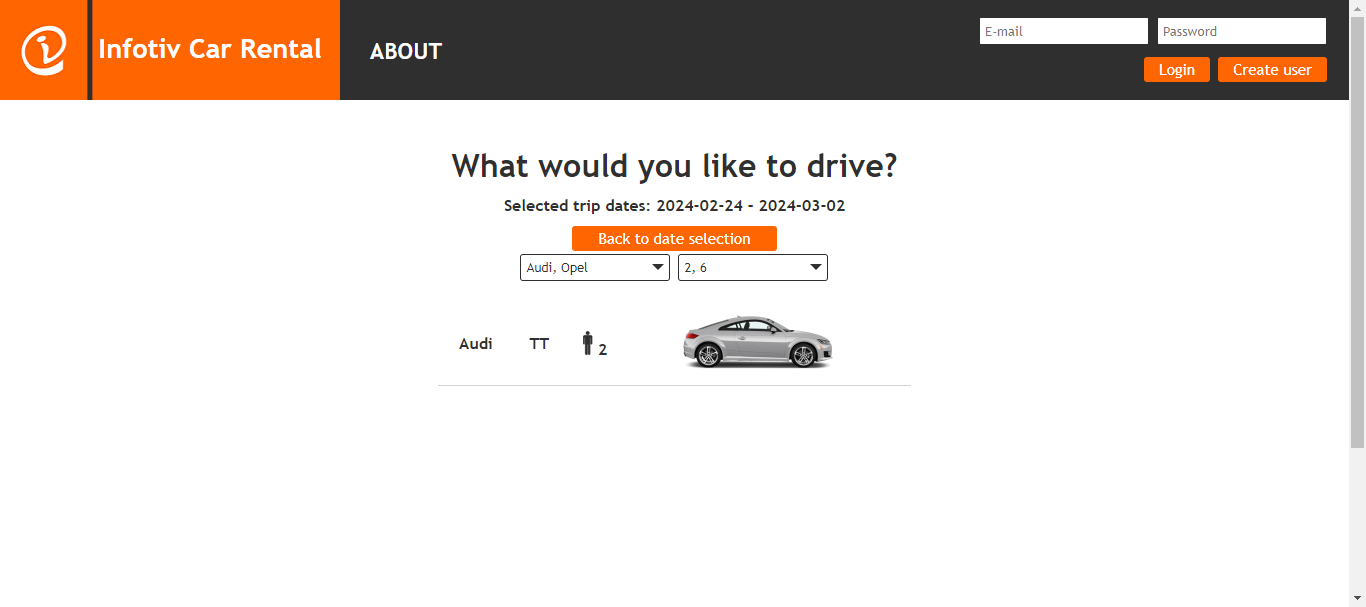 Infotiv Car Rental
ABOUT
E-mail
Password
Login
Create user
What would you like to drive?
Selected trip dates: 2024-02-24 - 2024-03-02
Back to date selection
Audi, Opel
2, 6
Audi TT 2